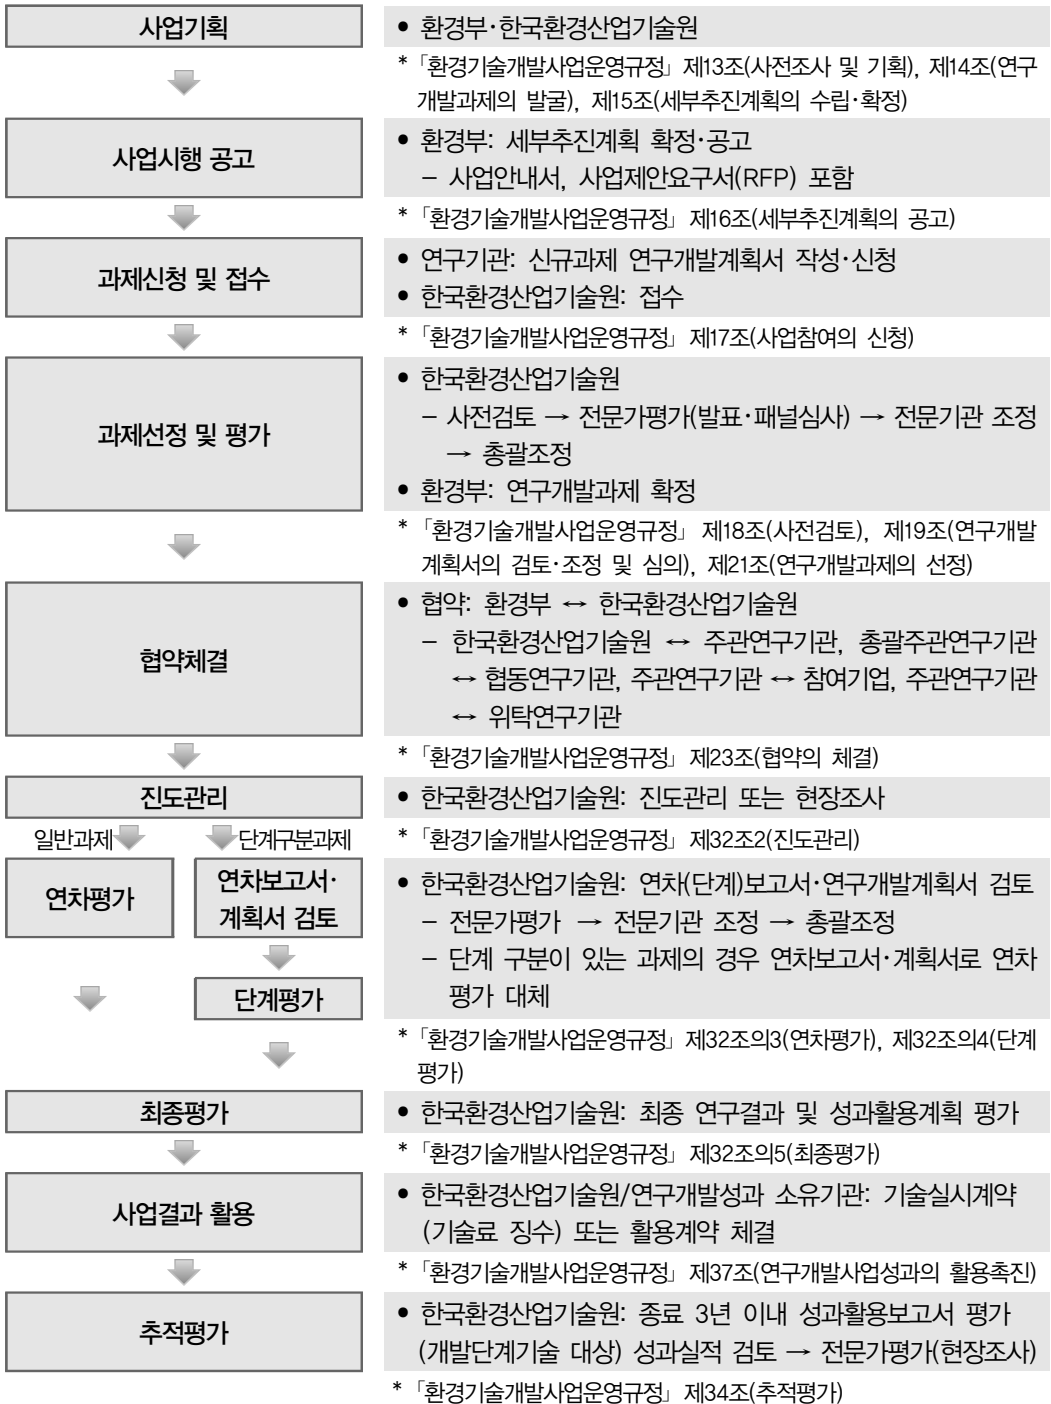 사업기획
• 환경부·한국환경산업기술원
* 「환경기술개발사업운영규정」 제13조(사전조사 및 기획), 제14조(연구
개발과제의 발굴), 제15조(세부추진계획의 수립·확정)
사업시행 공고
• 환경부: 세부추진계획 확정·공고
– 사업안내서, 사업제안요구서(RFP) 포함
* 「환경기술개발사업운영규정」 제16조(세부추진계획의 공고)
과제신청 및 접수
• 연구기관: 신규과제 연구개발계획서 작성·신청
• 한국환경산업기술원: 접수
* 「환경기술개발사업운영규정」 제17조(사업참여의 신청)
과제선정 및 평가
• 한국환경산업기술원
– 사전검토 → 전문가평가(발표·패널심사) → 전문기관 조정
→ 총괄조정
• 환경부: 연구개발과제 확정
* 「환경기술개발사업운영규정」 제18조(사전검토), 제19조(연구개발
계획서의 검토·조정 및 심의), 제21조(연구개발과제의 선정)
협약체결
• 협약: 환경부 ↔ 한국환경산업기술원
– 한국환경산업기술원 ↔ 주관연구기관, 총괄주관연구기관
↔ 협동연구기관, 주관연구기관 ↔ 참여기업, 주관연구기관
↔ 위탁연구기관
* 「환경기술개발사업운영규정」 제23조(협약의 체결)
진도관리
• 한국환경산업기술원: 진도관리 또는 현장조사
일반과제 단계구분과제
* 「환경기술개발사업운영규정」 제32조2(진도관리)
연차평가
연차보고서·
계획서 검토
단계평가
• 한국환경산업기술원: 연차(단계)보고서·연구개발계획서 검토
– 전문가평가 → 전문기관 조정 → 총괄조정
– 단계 구분이 있는 과제의 경우 연차보고서·계획서로 연차
평가 대체
* 「환경기술개발사업운영규정」 제32조의3(연차평가), 제32조의4(단계
평가)
최종평가
• 한국환경산업기술원: 최종 연구결과 및 성과활용계획 평가
* 「환경기술개발사업운영규정」 제32조의5(최종평가)
사업결과 활용
• 한국환경산업기술원/연구개발성과 소유기관: 기술실시계약
(기술료 징수) 또는 활용계약 체결
* 「환경기술개발사업운영규정」 제37조(연구개발사업성과의 활용촉진)
추적평가
• 한국환경산업기술원: 종료 3년 이내 성과활용보고서 평가
(개발단계기술 대상) 성과실적 검토 → 전문가평가(현장조사)
* 「환경기술개발사업운영규정」 제34조(추적평가)